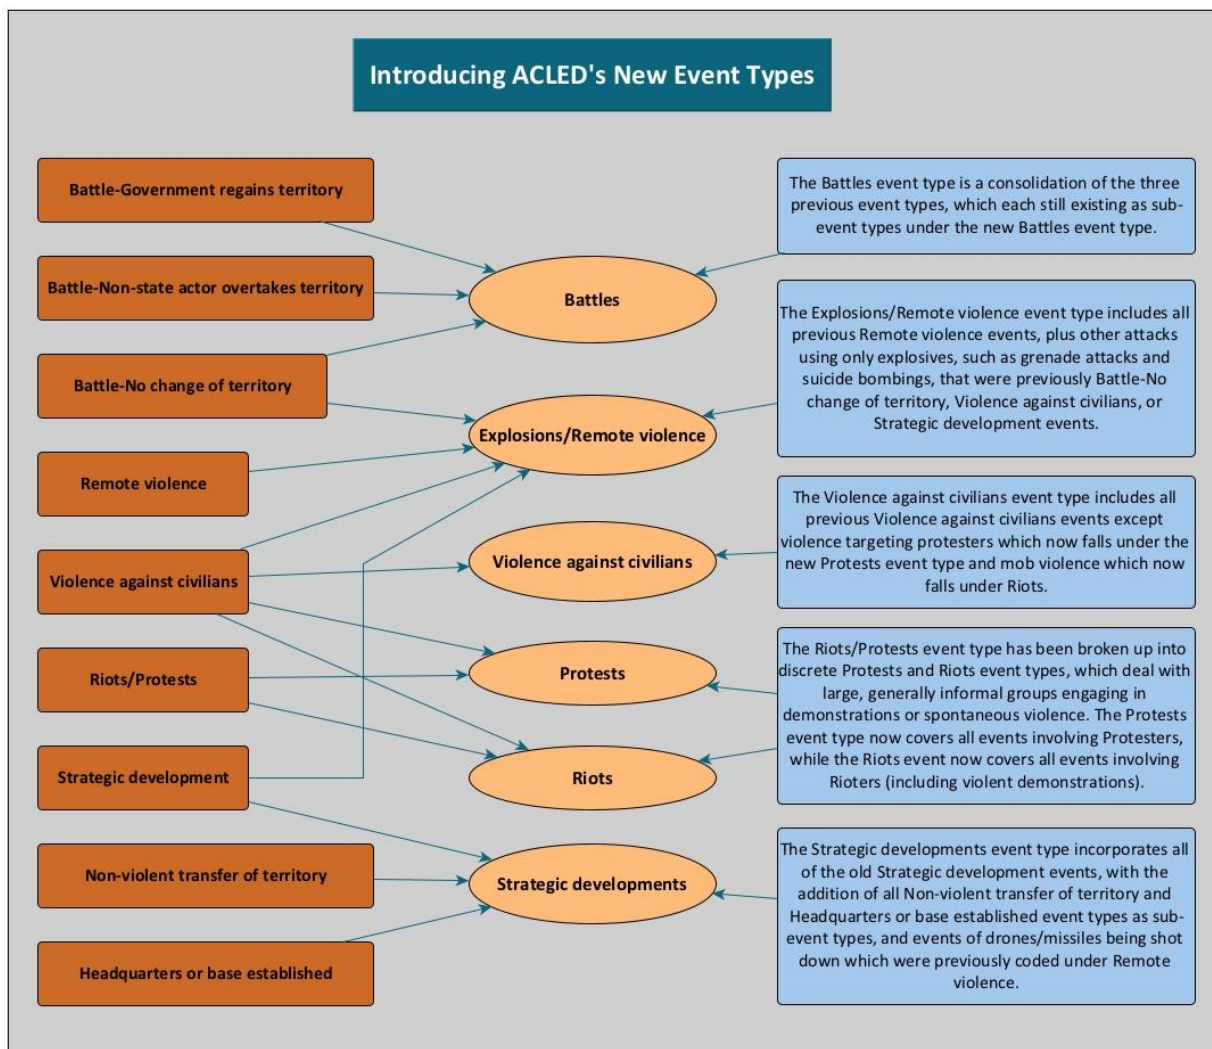 Introducing ACLED's New Event Types
Battle-Government regains territory
Battle-Non-state actor overtakes territory
Battle-No change of territory
Remote violence
Violence against civilians
Riots/Protests
Strategic development
Non-violent transfer of territory
Headquarters or base established
Battles
Explosions/Remote violence
Violence against civilians
Protests
Riots
Strategic developments
The Battles event type is a consolidation of the three
previous event types, which each still existing as sub-
event types under the new Battles event type.
The Explosions/Remote violence event type includes all
previous Remote violence events, plus other attacks
using only explosives, such as grenade attacks and
suicide bombings, that were previously Battle-No
change of territory, Violence against civilians, or
Strategic development events.
The Violence against civilians event type includes all
previous Violence against civilians events except
violence targeting protesters which now falls under the
new Protests event type and mob violence which now
falls under Riots.
The Riots/Protests event type has been broken up into
discrete Protests and Riots event types, which deal with
large, generally informal groups engaging in
demonstrations or spontaneous violence. The Protests
event type now covers all events involving Protesters,
while the Riots event now covers all events involving
Rioters (including violent demonstrations).
The Strategic developments event type incorporates all
of the old Strategic development events, with the
addition of all Non-violent transfer of territory and
Headquarters or base established event types as sub-
event types, and events of drones/missiles being shot
down which were previously coded under Remote
violence.